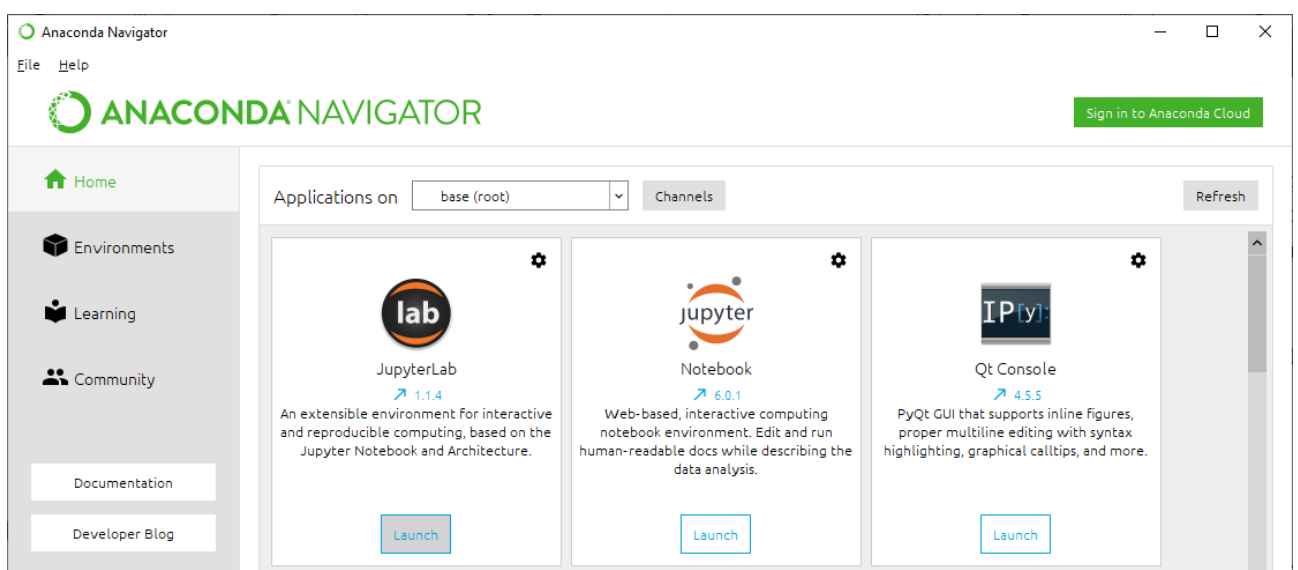 Anaconda Navigator
File Help
ANACONDA NAVIGATOR
Sign in to Anaconda Cloud
Home
Applications on base (root) Channels Refresh
Environments
Learning
Community
Documentation
Developer Blog
lab
JupyterLab
1.1.4
An extensible environment for interactive
and reproducible computing, based on the
Jupyter Notebook and Architecture.
Launch
jupyter
Notebook
6.0.1
Web-based, interactive computing
notebook environment. Edit and run
human-readable docs while describing the
data analysis.
Launch
IP[y]:
Qt Console
4.5.5
PyQt GUI that supports inline figures,
proper multiline editing with syntax
highlighting, graphical calltips, and more.
Launch